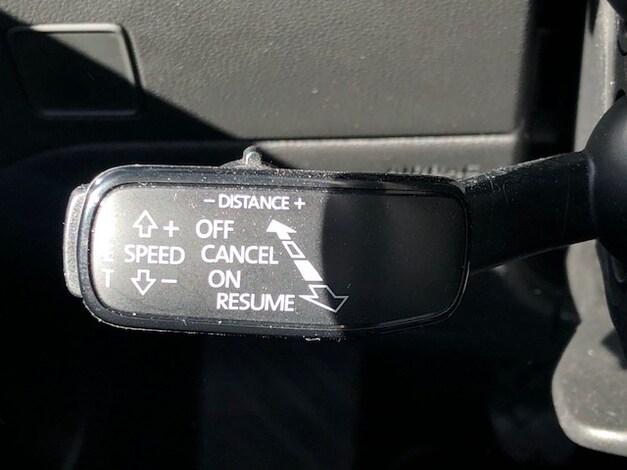 − DISTANCE +
+ OFF
SPEED CANCEL
− ON
RESUME